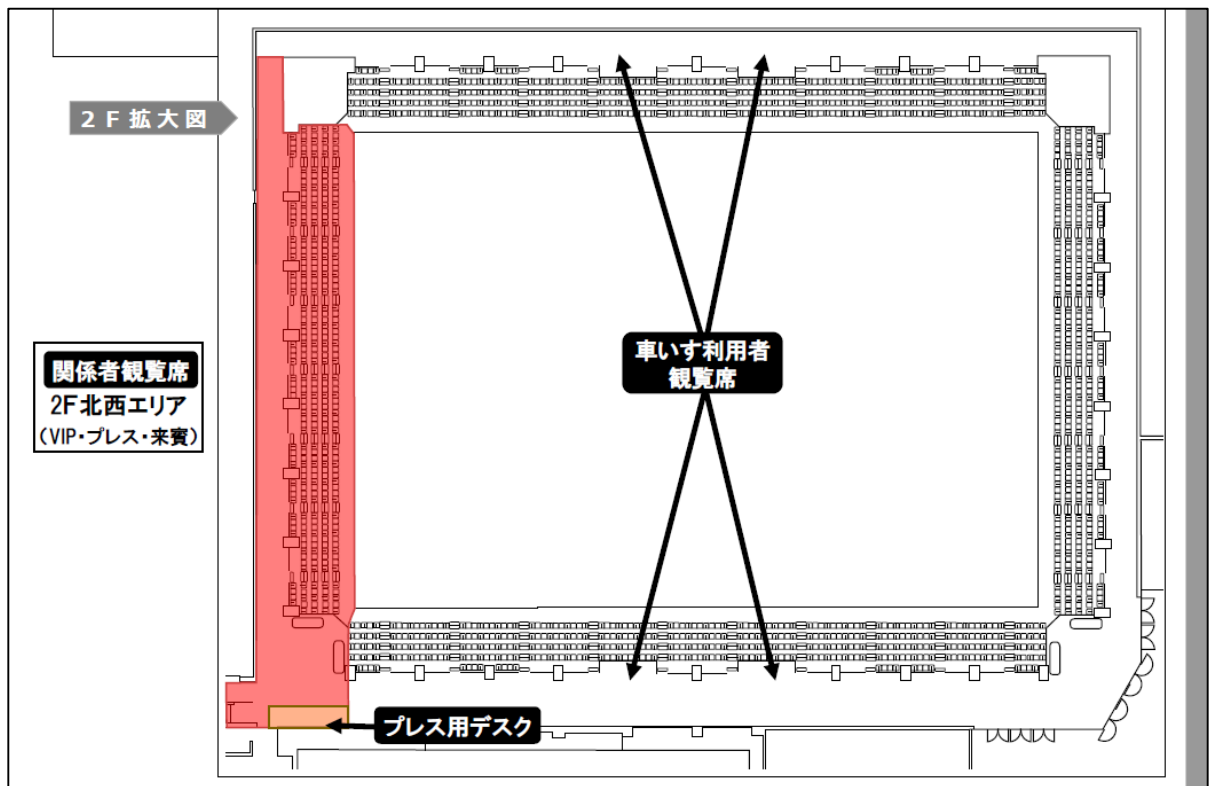 2F拡大図
車いす利用者
観覧席
関係者観覧席
2F北西エリア
(VIP・プレス・来賓)
プレス用デスク